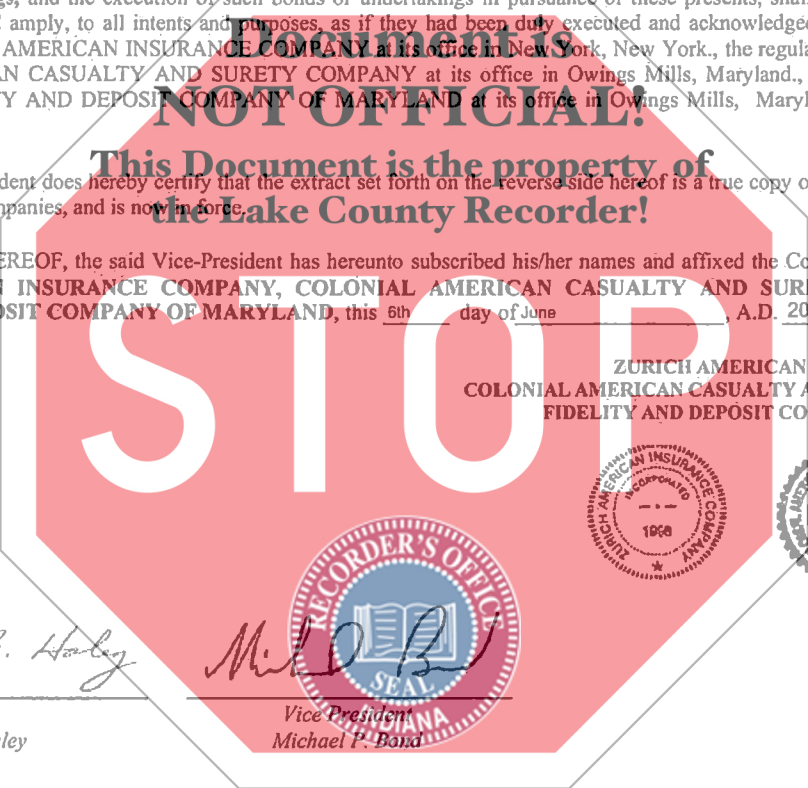 gs, and the execution of such bonds or undertakings in pursuance of these presents, sha
amply, to all intents and purposes, as if they had been duly executed and acknowledge
AMERICAN INSURANCE COMPANY at its office in New York, New York., the regula
AN CASUALTY AND SURETY COMPANY at its office in Owings Mills, Maryland.,
TY AND DEPOSIT COMPANY OF MARYLAND at its office in Owings Mills, Maryl
Document is
NOT OFFICIAL!
This Document is the property of
the Lake County Recorder!
dent does hereby certify that the extract set forth on the reverse side hereof is a true copy o
mpanies, and is now in force.
EREOF, the said Vice-President has hereunto subscribed his/her names and affixed the Co
N INSURANCE COMPANY, COLONIAL AMERICAN CASUALTY AND SURE
OSIT COMPANY OF MARYLAND, this 6th day of June , A.D. 20
STOP
ZURICH AMERICAN
COLONIAL AMERICAN CASUALTY A
FIDELITY AND DEPOSIT CO
ZURICH AMERICAN INSURANCE COMPANY
INCORPORATED
1998
RECORDER'S OFFICE
SEAL
INDIANA
Vice President
Michael P. Bond
ley